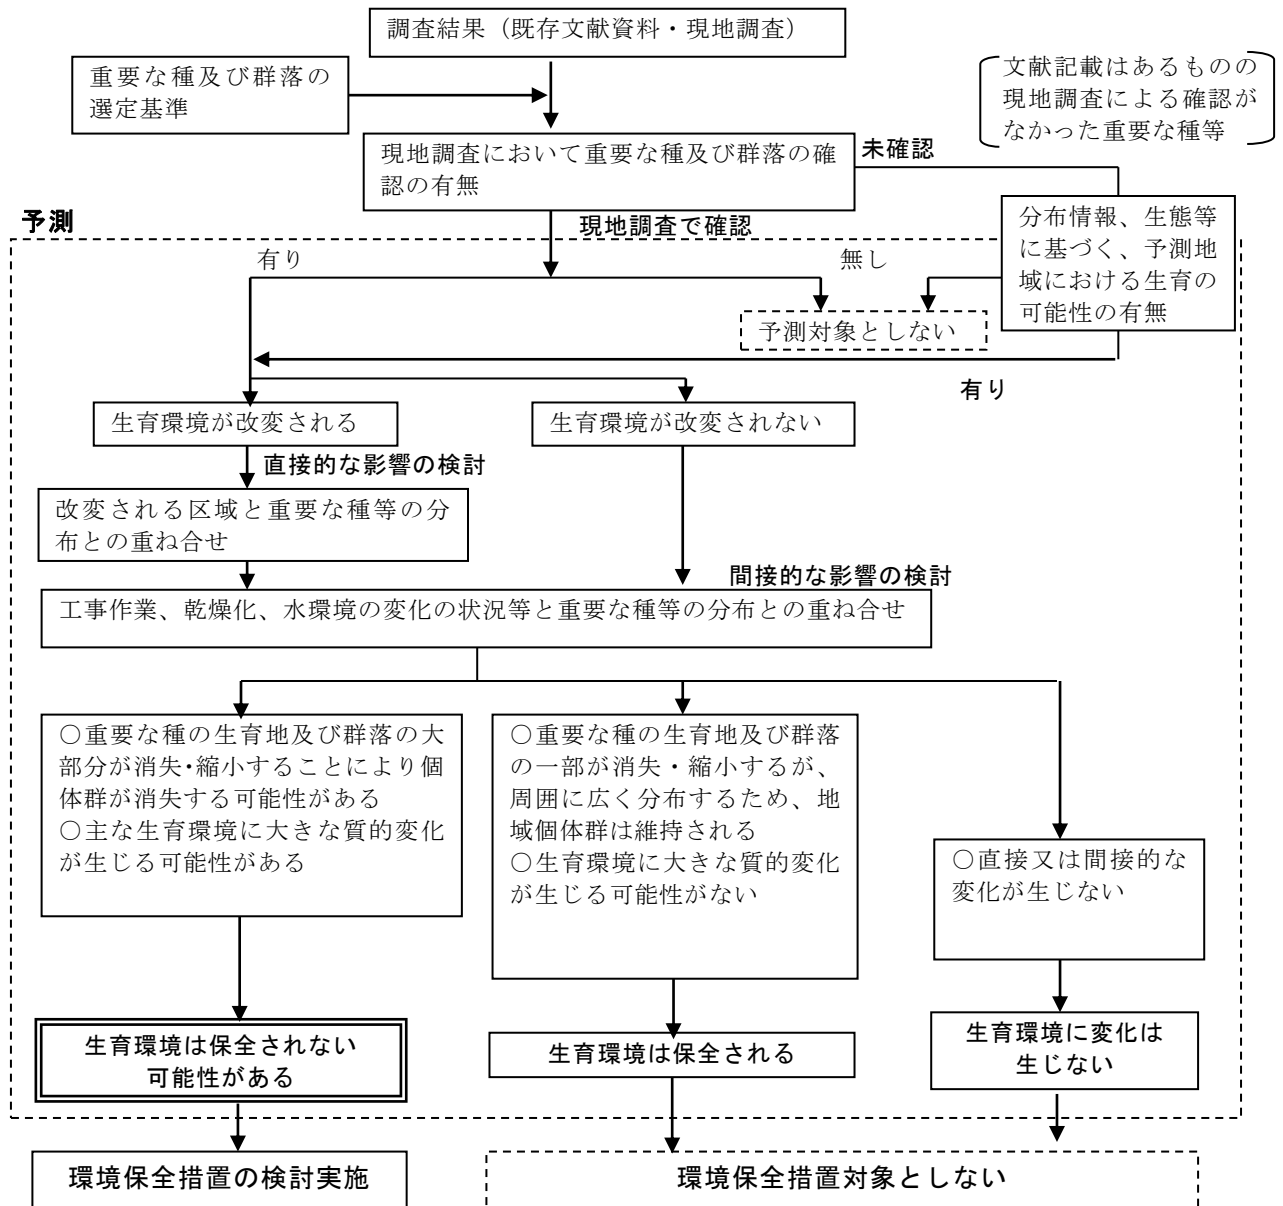 調査結果（既存文献資料・現地調査）
重要な種及び群落の
選定基準
文献記載はあるものの
現地調査による確認が
なかった重要な種等
現地調査において重要な種及び群落の確
認の有無
未確認
予測
現地調査で確認
分布情報、生態等
に基づく、予測地
域における生育の
可能性の有無
有り
無し
予測対象としない
有り
生育環境が改変される
生育環境が改変されない
直接的な影響の検討
改変される区域と重要な種等の分
布との重ね合せ
間接的な影響の検討
工事作業、乾燥化、水環境の変化の状況等と重要な種等の分布との重ね合せ
○重要な種の生育地及び群落の大
部分が消失・縮小することにより個
体群が消失する可能性がある
○主な生育環境に大きな質的変化
が生じる可能性がある
○重要な種の生育地及び群落
の一部が消失・縮小するが、
周囲に広く分布するため、地
域個体群は維持される
○生育環境に大きな質的変化
が生じる可能性がない
○直接又は間接的な
変化が生じない
生育環境は保全されない
可能性がある
生育環境は保全される
生育環境に変化は
生じない
環境保全措置の検討実施
環境保全措置対象としない